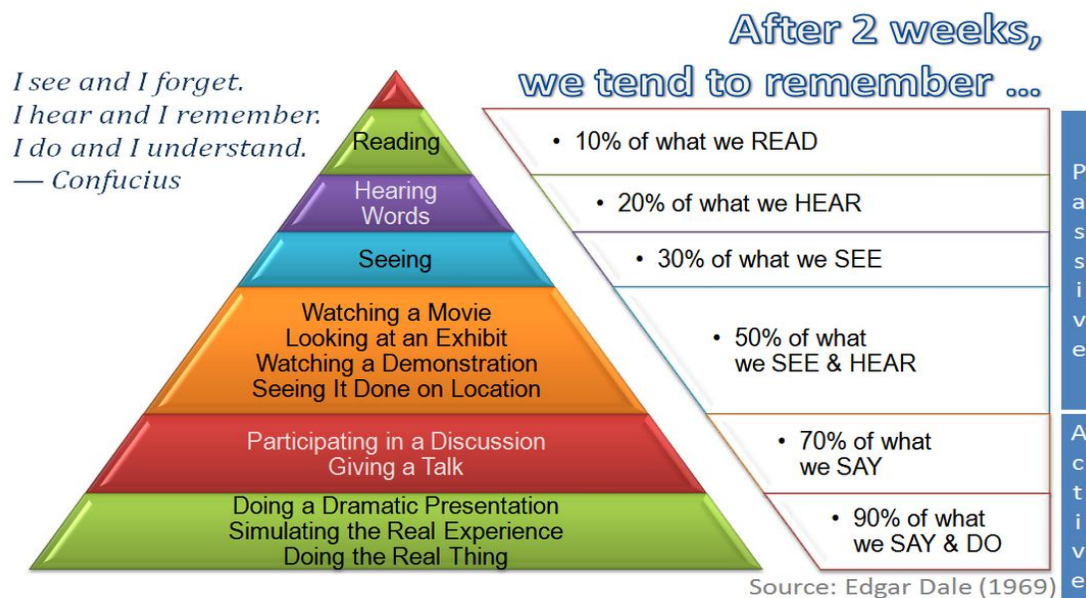 After 2 weeks,
we tend to remember ...
I see and I forget.
I hear and I remember.
I do and I understand.
— Confucius
Reading
Hearing
Words
Seeing
Watching a Movie
Looking at an Exhibit
Watching a Demonstration
Seeing It Done on Location
Participating in a Discussion
Giving a Talk
Doing a Dramatic Presentation
Simulating the Real Experience
Doing the Real Thing
• 10% of what we READ
• 20% of what we HEAR
• 30% of what we SEE
• 50% of what
we SEE & HEAR
• 70% of what
we SAY
• 90% of what
we SAY & DO
Passive
Active
Source: Edgar Dale (1969)